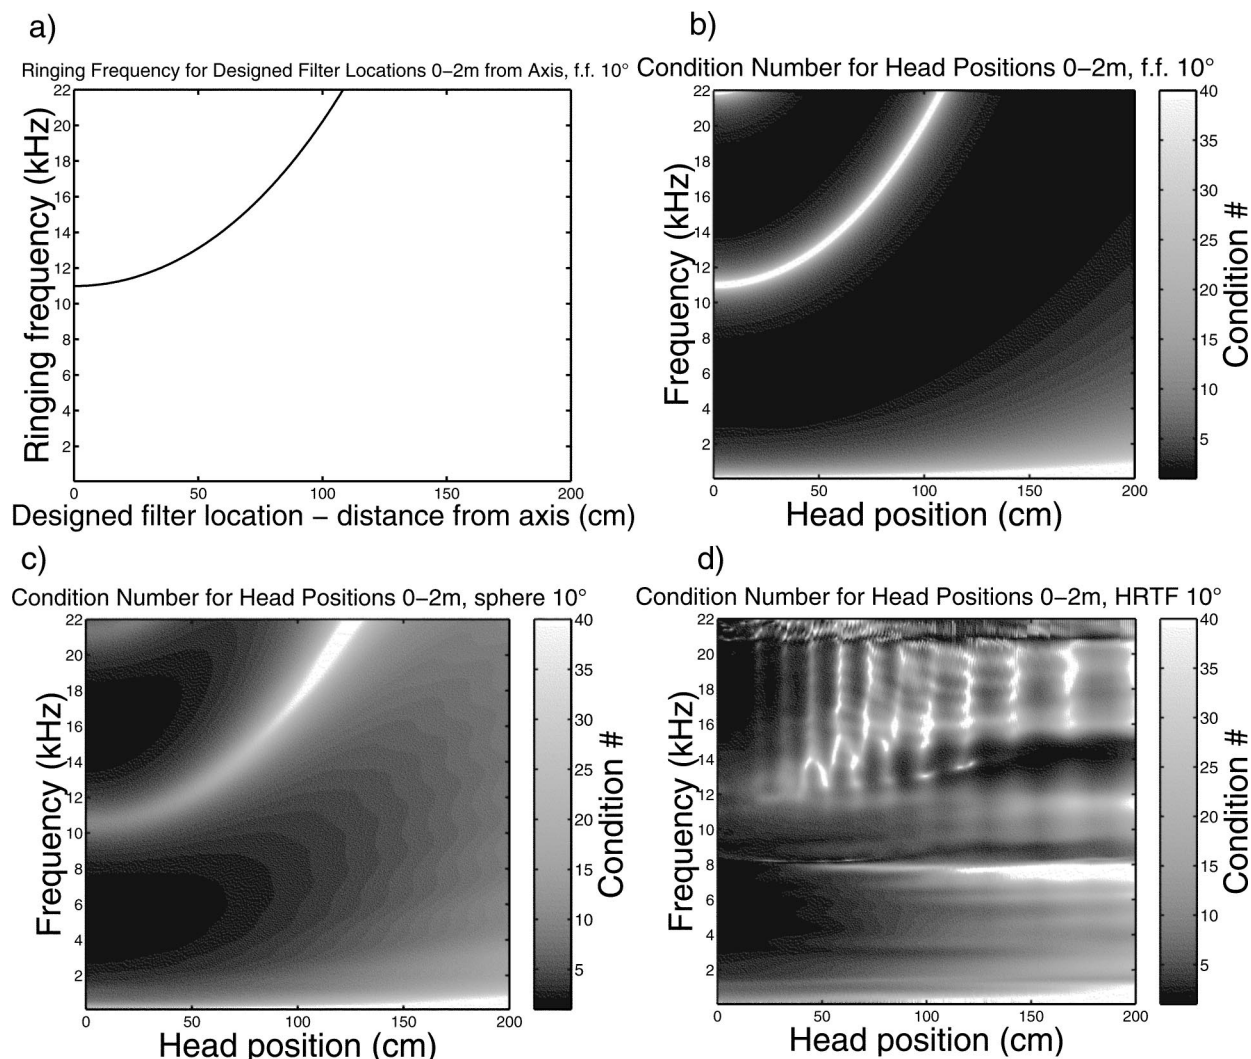 a)
Ringing Frequency for Designed Filter Locations 0–2m from Axis, f.f. 10°
22
20
18
16
14
12
10
8
6
4
2
0 50 100 150 200
Ringing frequency (kHz)
Designed filter location – distance from axis (cm)
b)
Condition Number for Head Positions 0–2m, f.f. 10°
22
20
18
16
14
12
10
8
6
4
2
0 50 100 150 200
Frequency (kHz)
Head position (cm)
40
35
30
25
20
15
10
5
Condition #
c)
Condition Number for Head Positions 0–2m, sphere 10°
22
20
18
16
14
12
10
8
6
4
2
0 50 100 150 200
Frequency (kHz)
Head position (cm)
40
35
30
25
20
15
10
5
Condition #
d)
Condition Number for Head Positions 0–2m, HRTF 10°
22
20
18
16
14
12
10
8
6
4
2
0 50 100 150 200
Frequency (kHz)
Head position (cm)
40
35
30
25
20
15
10
5
Condition #